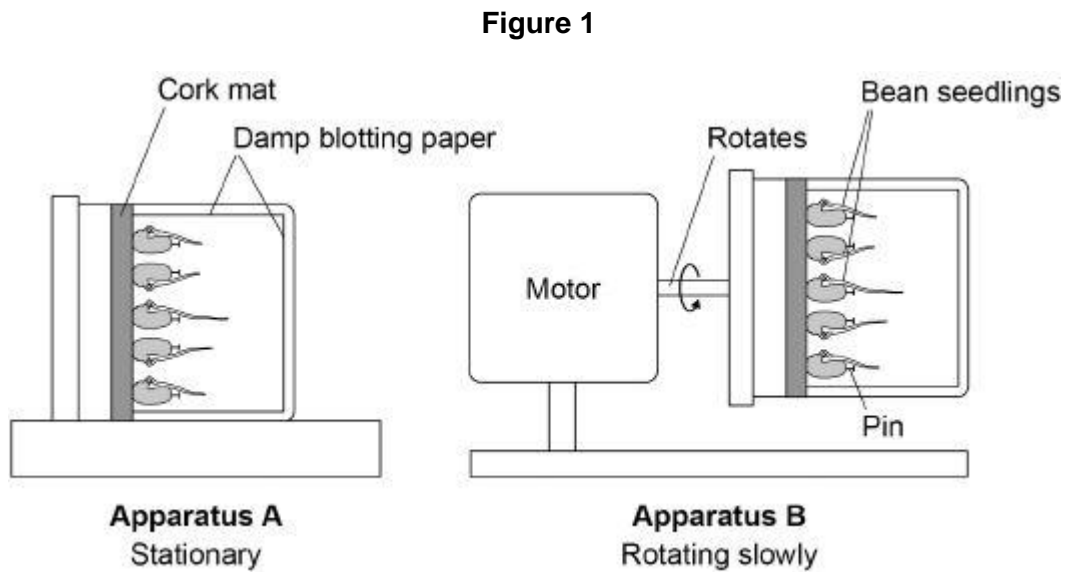 Figure 1
Cork mat
Damp blotting paper
Bean seedlings
Rotates
Motor
Pin
Apparatus A
Stationary
Apparatus B
Rotating slowly